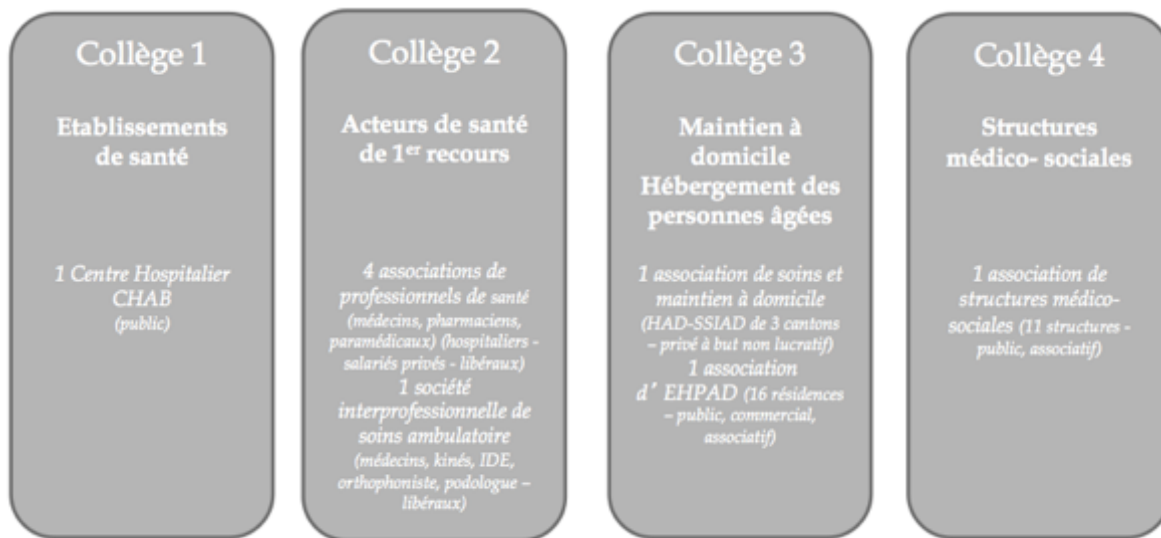 Collège 1
Etablissements
de santé
1 Centre Hospitalier
CHAB
(public)
Collège 2
Acteurs de santé
de 1er recours
4 associations de
professionnels de santé
(médecins, pharmaciens,
paramédicaux) (hospitaliers -
salariés privés - libéraux)
1 société
interprofessionnelle de
soins ambulatoire
(médecins, kinés, IDE,
orthophoniste, podologue –
libéraux)
Collège 3
Maintien à
domicile
Hébergement des
personnes âgées
1 association de soins et
maintien à domicile
(HAD-SSIAD de 3 cantons
– privé à but non lucratif)
1 association
d' EHPAD (16 résidences
– public, commercial,
associatif)
Collège 4
Structures
médico- sociales
1 association de
structures médico-
sociales (11 structures -
public, associatif)